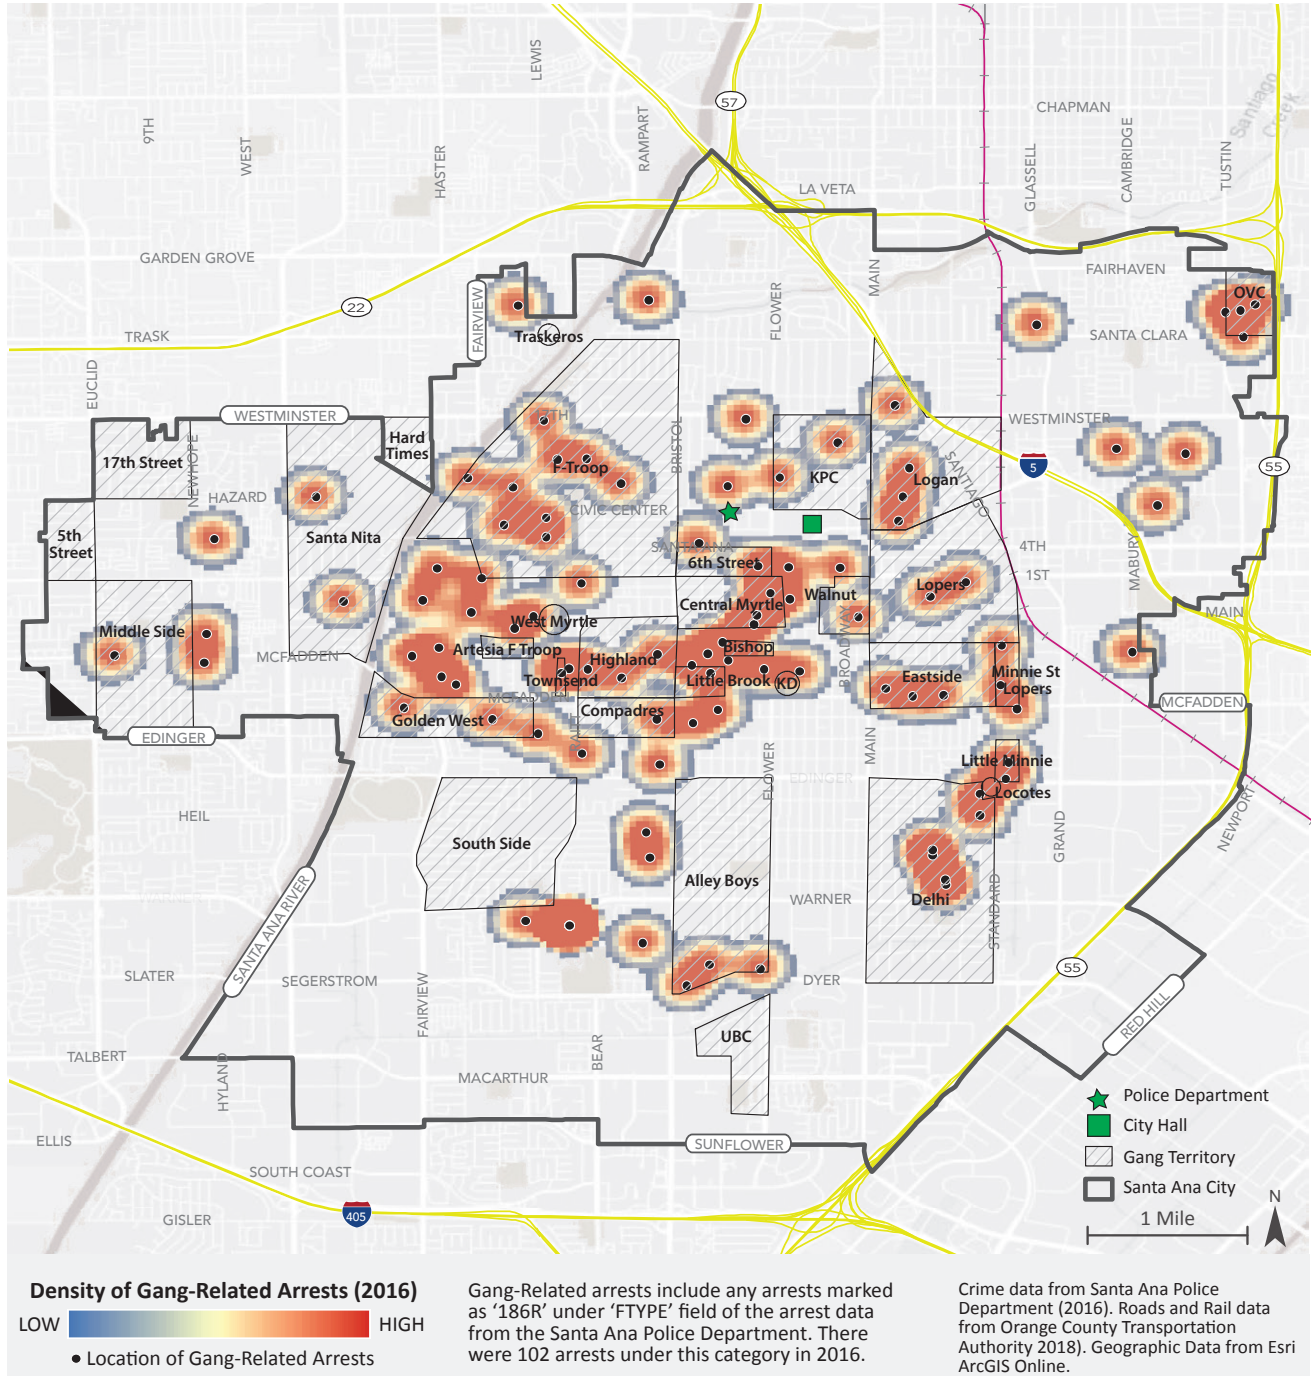 LEWIS
57
CHAPMAN
Santiago
Creek
9TH
WEST
HASTER
RAMPART
GLASSELL
CAMBRIDGE
TUSTIN
LA VETA
GARDEN GROVE
FAIRHAVEN
MAIN
FLOWER
22
FAIRVIEW
OVC
TRASK
Traskeros
SANTA CLARA
EUCLID
WESTMINSTER
17TH
WESTMINSTER
Hard
Times
BRISTOL
17th Street
NEWHOPE
F-Troop
KPC
Logan
SANTIAGO
5
55
HAZARD
CIVIC CENTER
5th
Street
Santa Nita
SANTA ANA
6th Street
4TH
1ST
MABURY
Lopers
Walnut
Central Myrtle
MAIN
West Myrtle
Middle Side
MCFADDEN
Artesia F Troop
Highland
Bishop
BROADWAY
Townsend
Little Brook
KD
Eastside
Minnie St
Lopers
MCFADDEN
MCFADDEN
Golden West
Compadres
EDINGER
MAIN
FLOWER
Little Minnie
EDINGER
Locotes
HEIL
South Side
GRAND
NEWPORT
Alley Boys
WARNER
Delhi
STANDARD
SANTA ANA RIVER
SLATER
SEGERSTROM
FAIRVIEW
DYER
55
UBC
RED HILL
TALBERT
HYLAND
BEAR
MACARTHUR
ELLIS
SUNFLOWER
SOUTH COAST
405
GISLER
Police Department
City Hall
Gang Territory
Santa Ana City
N
1 Mile
Density of Gang-Related Arrests (2016)
LOW HIGH
Location of Gang-Related Arrests
Gang-Related arrests include any arrests marked
as ‘186R’ under ‘FTYPE’ field of the arrest data
from the Santa Ana Police Department. There
were 102 arrests under this category in 2016.
Crime data from Santa Ana Police
Department (2016). Roads and Rail data
from Orange County Transportation
Authority 2018). Geographic Data from Esri
ArcGIS Online.